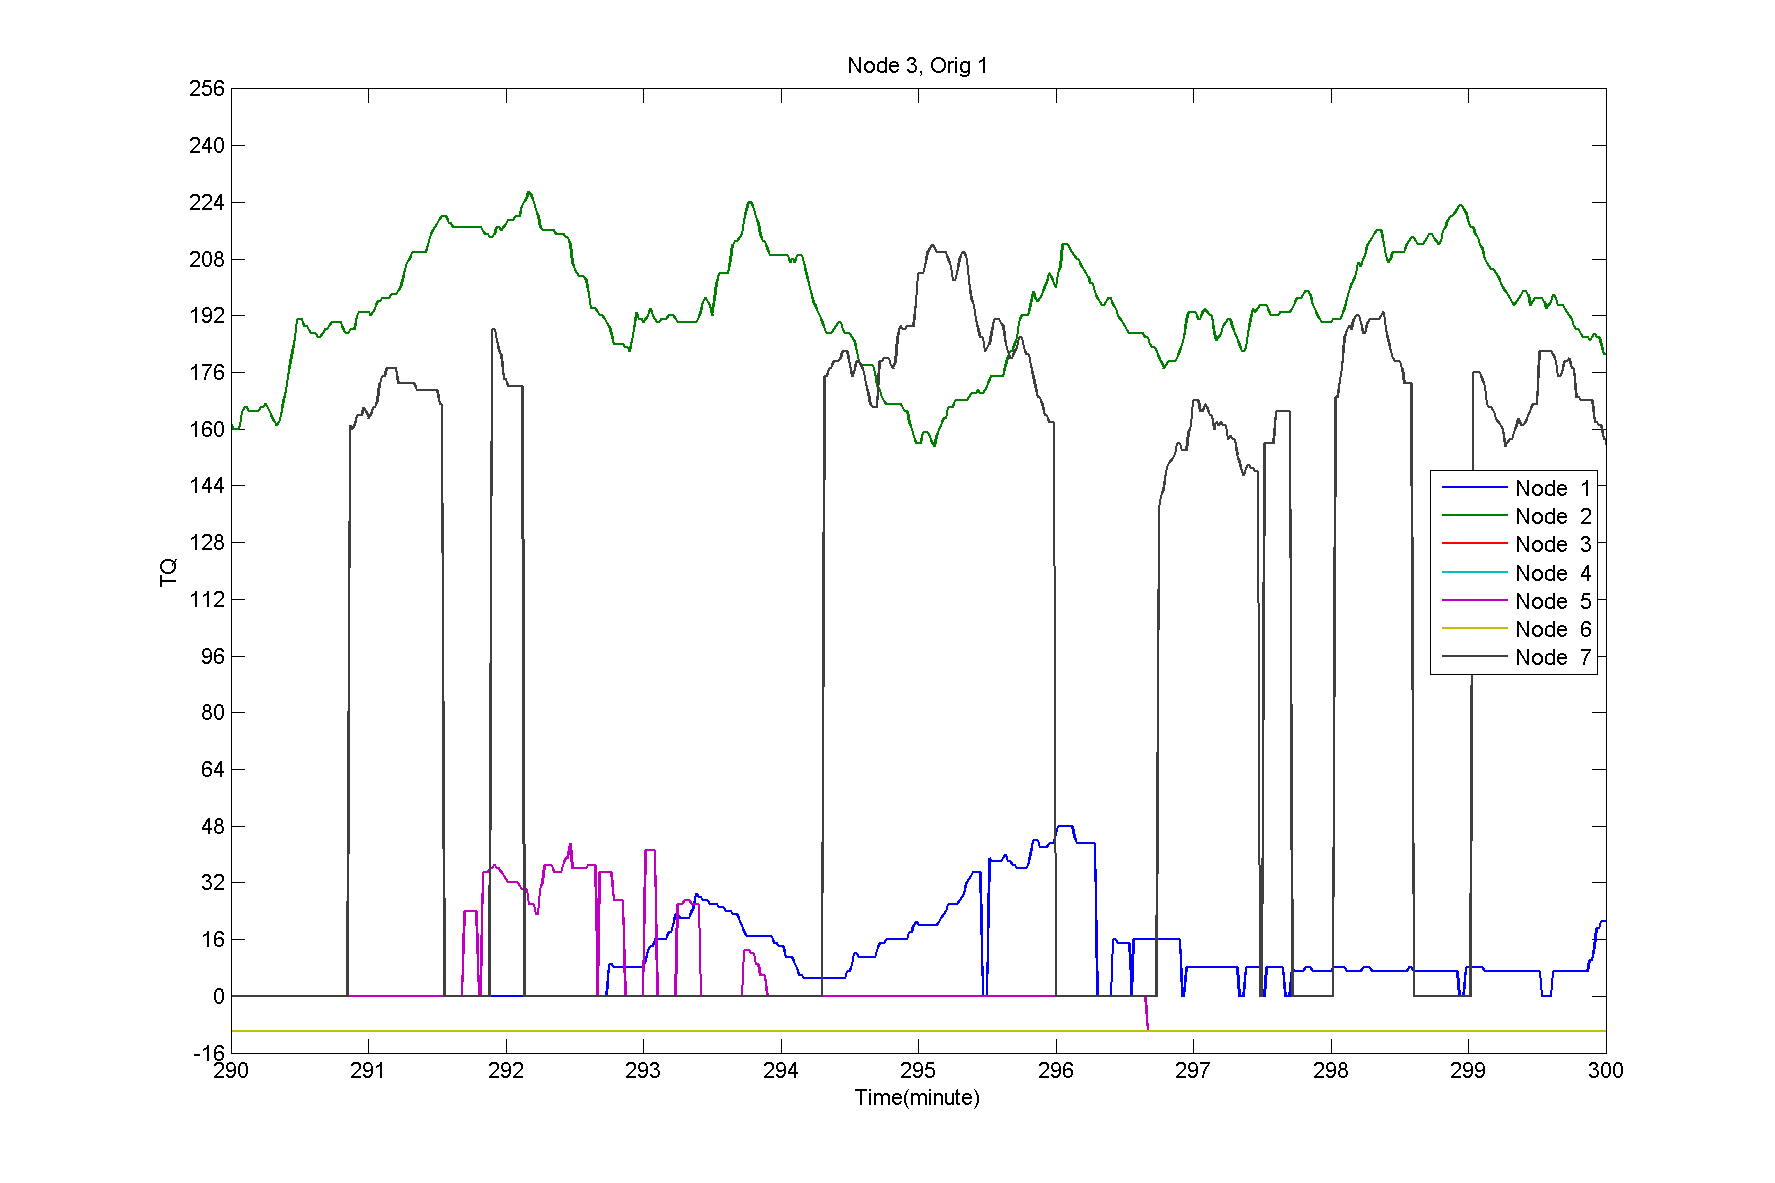 Node 3, Orig 1
256
240
224
208
192
176
160
144
128
112
96
80
64
48
32
16
0
-16
TQ
Node 1
Node 2
Node 3
Node 4
Node 5
Node 6
Node 7
290 291 292 293 294 295 296 297 298 299 300
Time(minute)